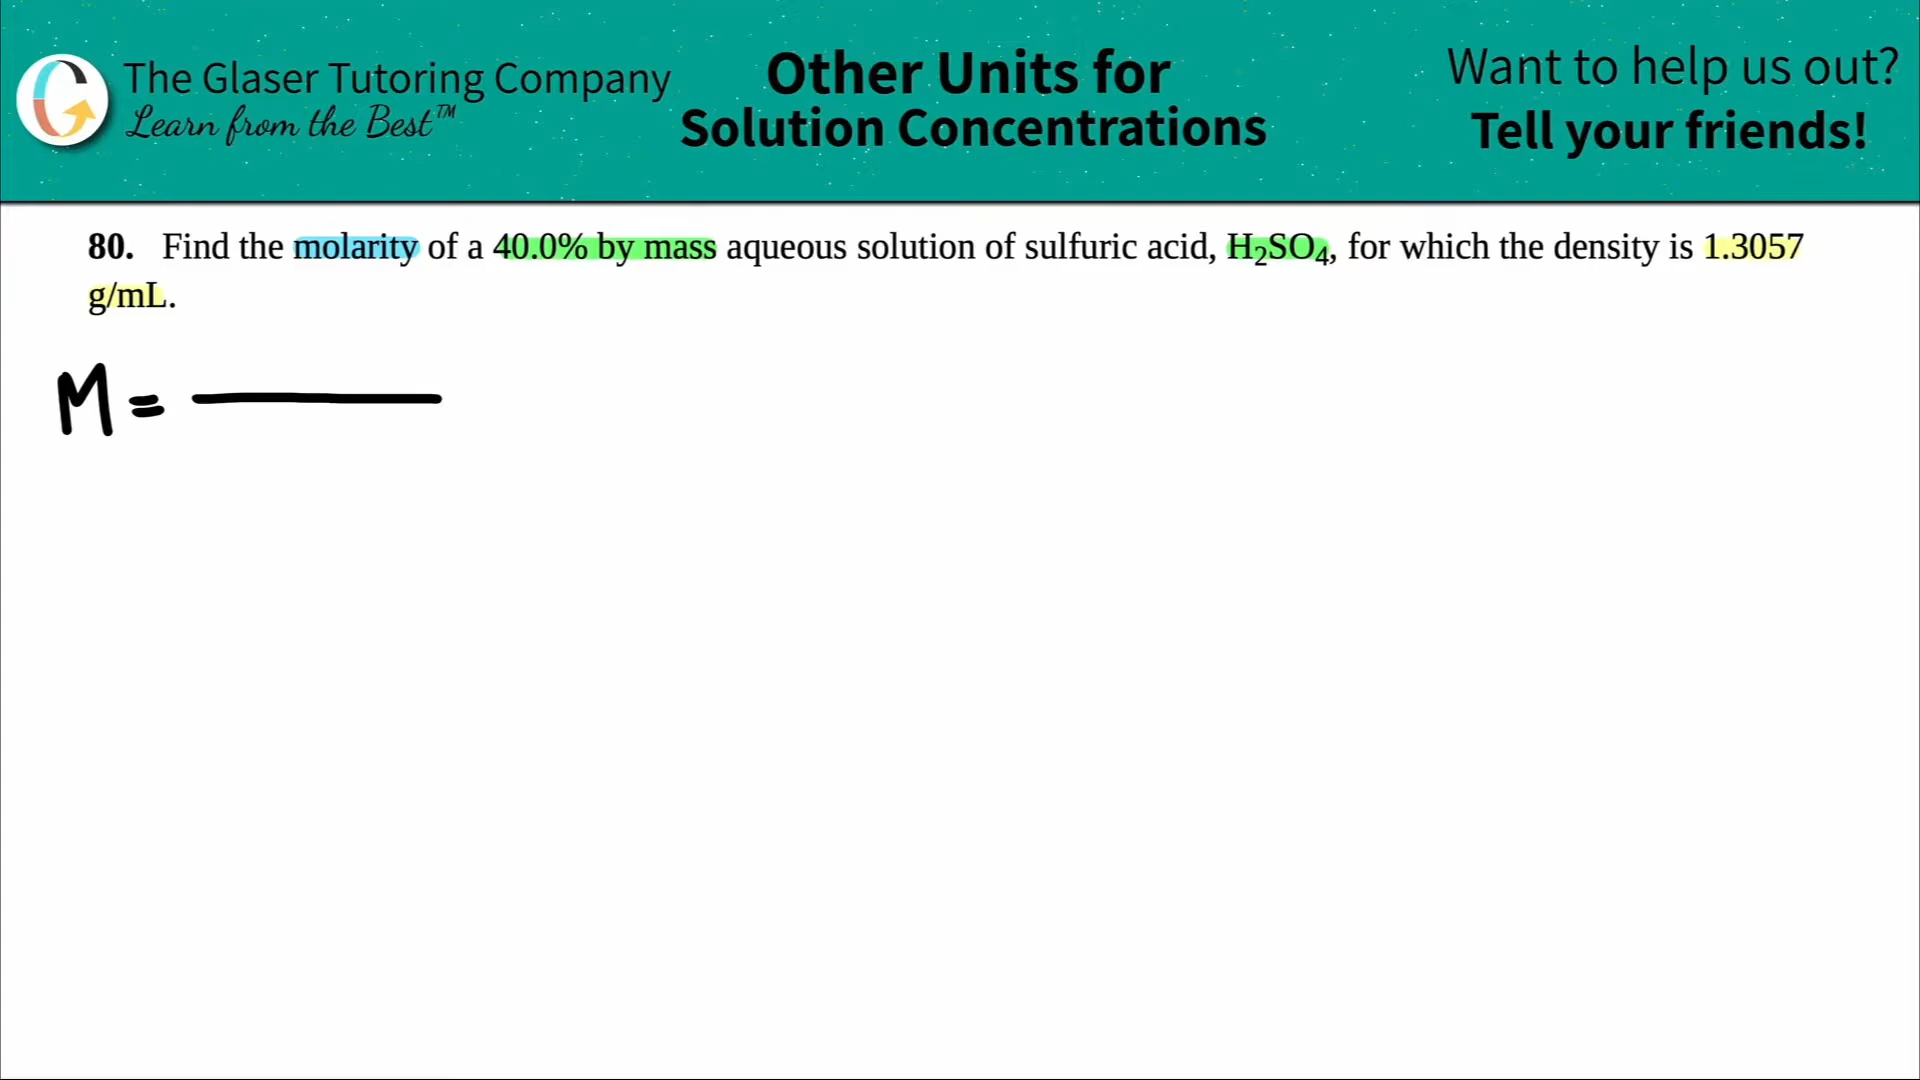 The Glaser Tutoring Company
Learn from the Best™
Other Units for
Solution Concentrations
Want to help us out?
Tell your friends!
80. Find the molarity of a 40.0% by mass aqueous solution of sulfuric acid, H₂SO₄, for which the density is 1.3057
g/mL.
M =